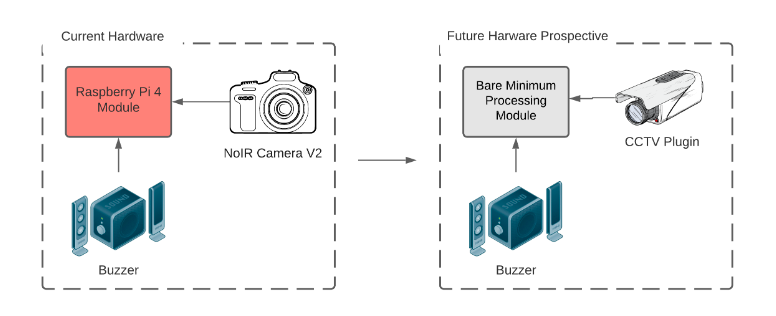 Current Hardware
Raspberry Pi 4
Module
NoIR Camera V2
Buzzer
Future Harware Prospective
Bare Minimum
Processing
Module
CCTV Plugin
Buzzer